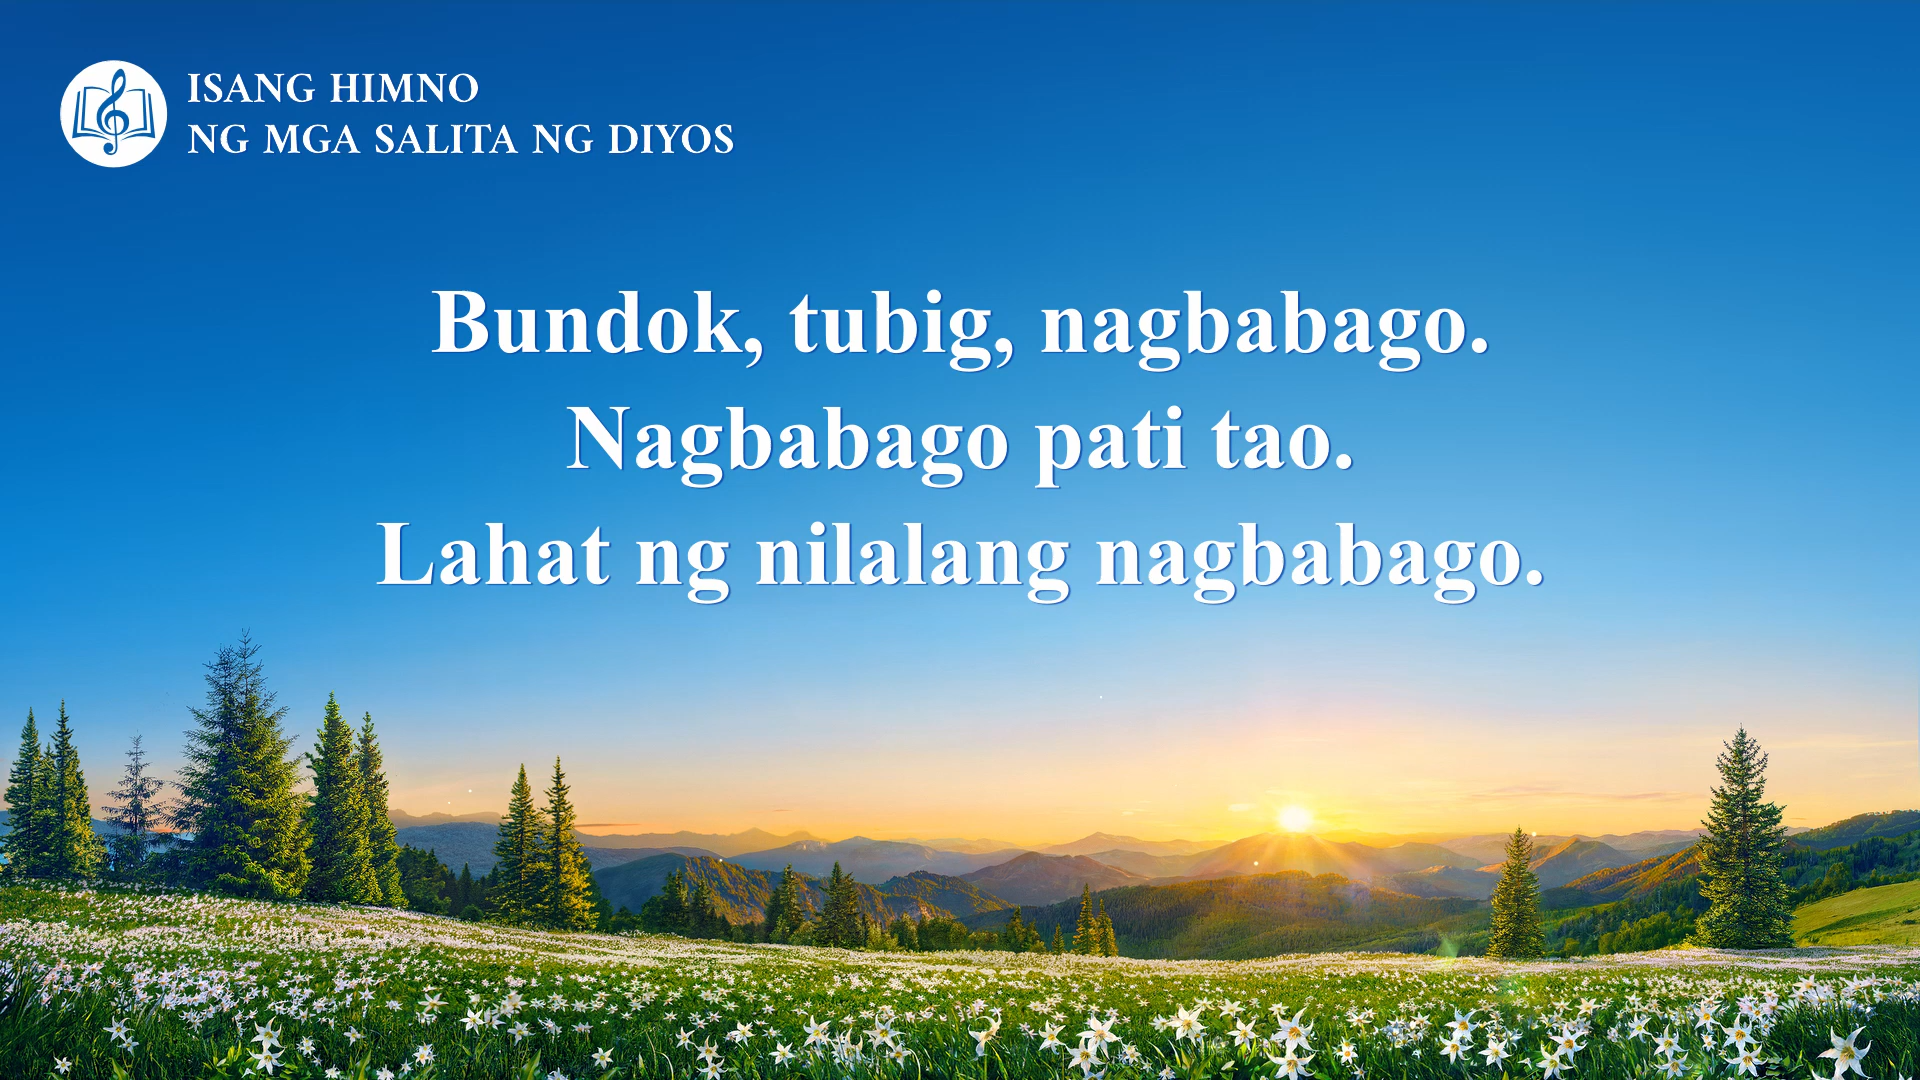 ISANG HIMNO
NG MGA SALITA NG DIYOS
Bundok, tubig, nagbabago.
Nagbabago pati tao.
Lahat ng nilalang nagbabago.